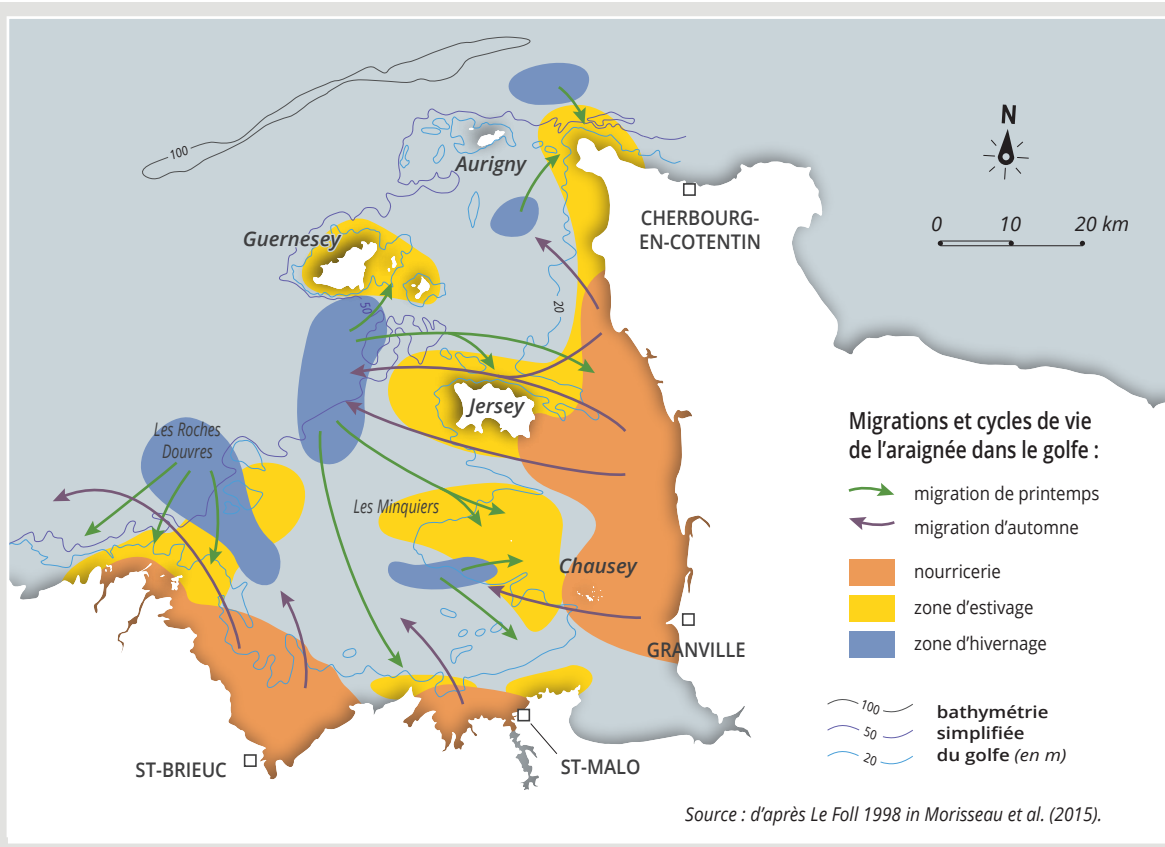 100
Aurigny
N
CHERBOURG-
EN-COTENTIN
0 10 20 km
Guernesey
50
20
Jersey
Les Roches
Douvres
Les Minquiers
Chausey
GRANVILLE
ST-BRIEUC
ST-MALO
Migrations et cycles de vie
de l'araignée dans le golfe :
migration de printemps
migration d'automne
nourricerie
zone d'estivage
zone d'hivernage
100
50
20
bathymétrie
simplifiée
du golfe (en m)
Source : d'après Le Foll 1998 in Morisseau et al. (2015).